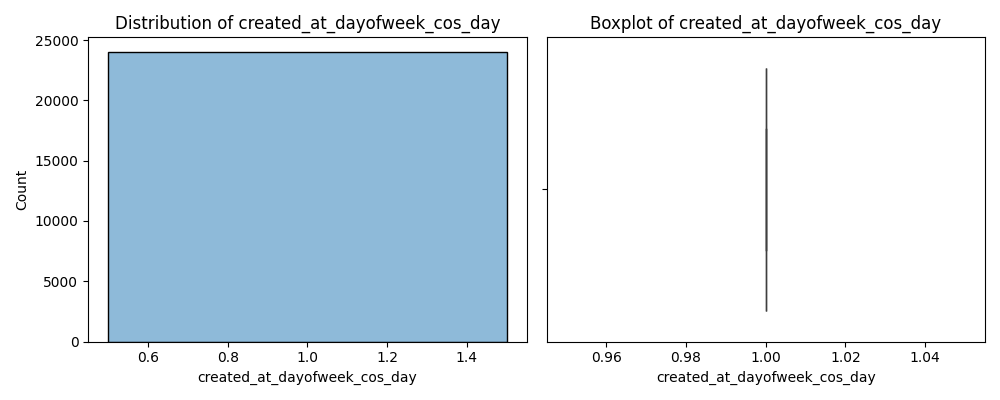 Distribution of created_at_dayofweek_cos_day
25000
20000
15000
10000
5000
0
Count
0.6 0.8 1.0 1.2 1.4
created_at_dayofweek_cos_day
Boxplot of created_at_dayofweek_cos_day
0.96 0.98 1.00 1.02 1.04
created_at_dayofweek_cos_day